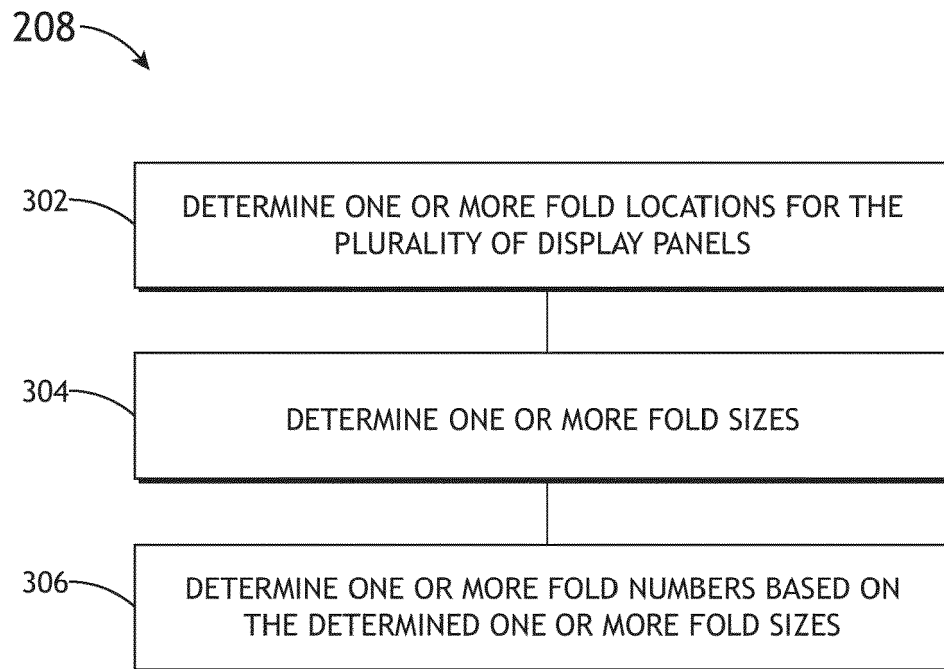 208
302
DETERMINE ONE OR MORE FOLD LOCATIONS FOR THE
PLURALITY OF DISPLAY PANELS
304
DETERMINE ONE OR MORE FOLD SIZES
306
DETERMINE ONE OR MORE FOLD NUMBERS BASED ON
THE DETERMINED ONE OR MORE FOLD SIZES